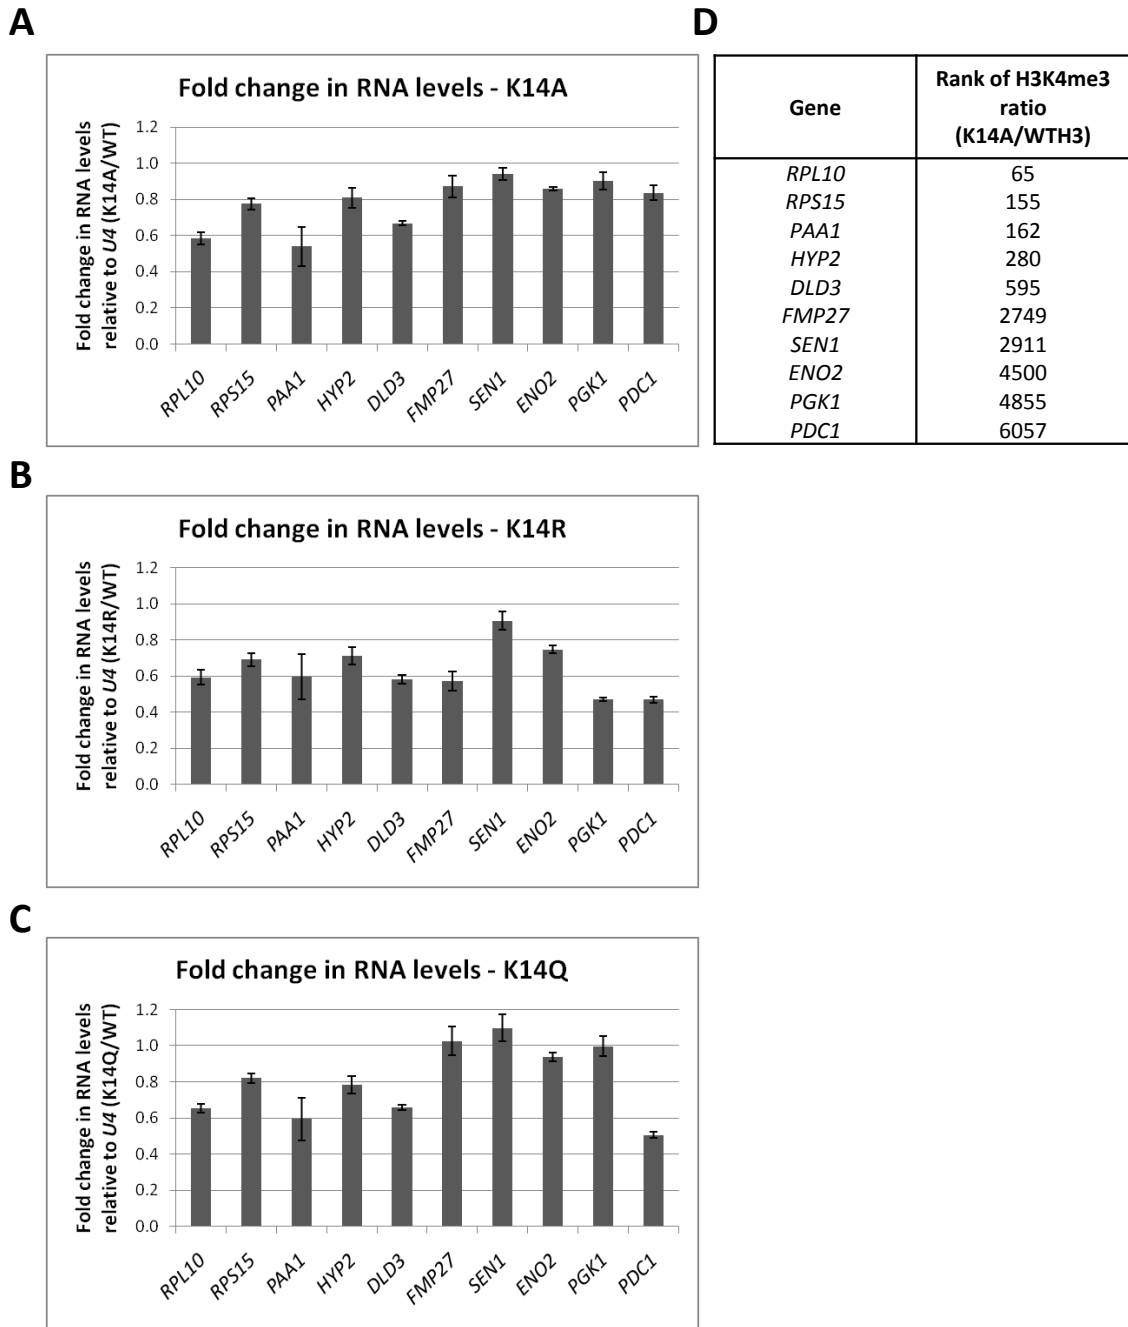 A
Fold change in RNA levels - K14A
Fold change in RNA levels
relative to U4 (K14A/WT)
1.2
1.0
0.8
0.6
0.4
0.2
0.0
RPL10 RPS15 PAA1 HYP2 DLD3 FMP27 SEN1 ENO2 PGK1 PDC1
D
Gene
Rank of H3K4me3
ratio
(K14A/WTH3)
RPL10 65
RPS15 155
PAA1 162
HYP2 280
DLD3 595
FMP27 2749
SEN1 2911
ENO2 4500
PGK1 4855
PDC1 6057
B
Fold change in RNA levels - K14R
Fold change in RNA levels
relative to U4 (K14R/WT)
1.2
1.0
0.8
0.6
0.4
0.2
0.0
RPL10 RPS15 PAA1 HYP2 DLD3 FMP27 SEN1 ENO2 PGK1 PDC1
C
Fold change in RNA levels - K14Q
Fold change in RNA levels
relative to U4 (K14Q/WT)
1.2
1.0
0.8
0.6
0.4
0.2
0.0
RPL10 RPS15 PAA1 HYP2 DLD3 FMP27 SEN1 ENO2 PGK1 PDC1